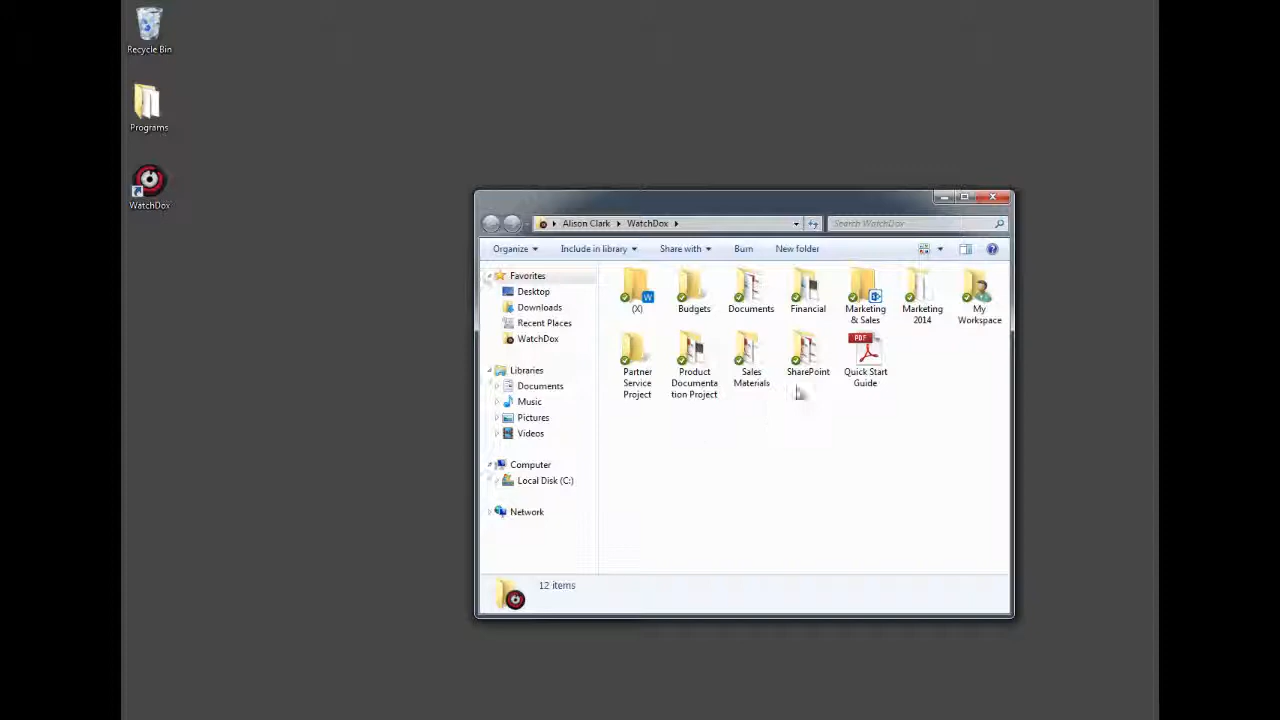 Recycle Bin
Programs
WatchDox
Alison Clark WatchDox
Search WatchDox
Organize Include in library Share with Burn New folder
Favorites
Desktop
Downloads
Recent Places
WatchDox
Libraries
Documents
Music
Pictures
Videos
Computer
Local Disk (C:)
Network
W
(X) Budgets Documents Financial Marketing Marketing My
& Sales 2014 Workspace
PDF
Partner Product Sales SharePoint Quick Start
Service Documenta Materials Guide
Project tion Project
12 items